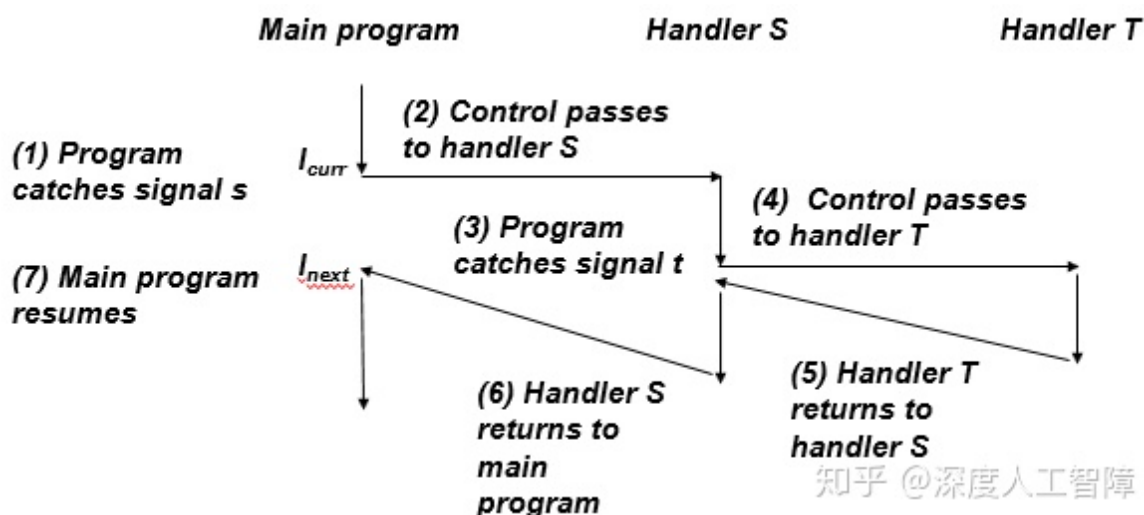 Main program
Handler S
Handler T
(1) Program
catches signal s
I curr
(2) Control passes
to handler S
(3) Program
catches signal t
(4) Control passes
to handler T
(7) Main program
resumes
I next
(6) Handler S
returns to
main
program
(5) Handler T
returns to
handler S
知乎 @深度人工智障